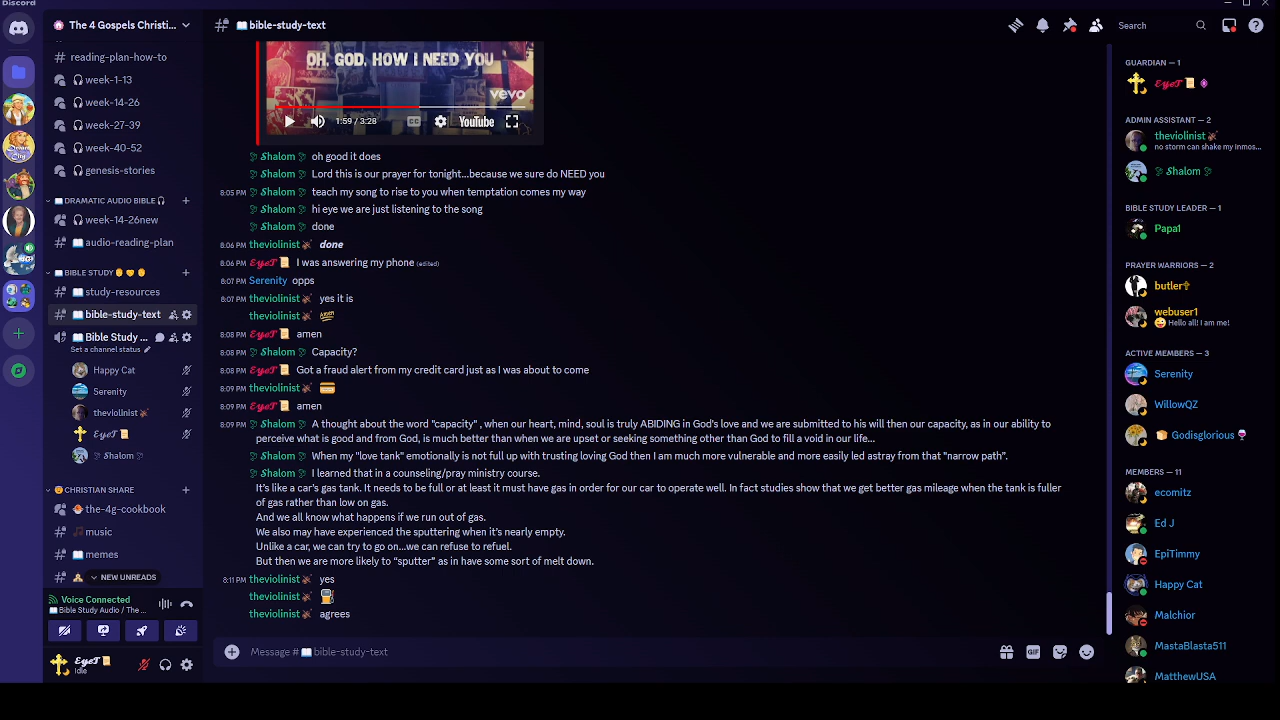 Discord
The 4 Gospels Christi...
reading-plan-how-to
week-1-13
week-14-26
week-27-39
week-40-52
genesis-stories
DRAMATIC AUDIO BIBLE
week-14-26new
audio-reading-plan
BIBLE STUDY
study-resources
bible-study-text
Bible Study ...
Set a channel status
Happy Cat
Serenity
theviolinist
EyeT
Shalom
CHRISTIAN SHARE
the-4g-cookbook
music
memes
NEW UNREADS
Voice Connected
Bible Study Audio / The ...
EyeT
Idle
bible-study-text
Search
OH, GOD, HOW I NEED YOU
vevo
1:59 / 3:28
CC
YouTube
Shalom oh good it does
Shalom Lord this is our prayer for tonight...because we sure do NEED you
8:05 PM Shalom teach my song to rise to you when temptation comes my way
Shalom hi eye we are just listening to the song
Shalom done
8:06 PM theviolinist done
8:06 PM EyeT I was answering my phone (edited)
8:07 PM Serenity opps
8:07 PM theviolinist yes it is
theviolinist
8:08 PM EyeT amen
8:08 PM Shalom Capacity?
8:08 PM EyeT Got a fraud alert from my credit card just as I was about to come
8:09 PM theviolinist
8:09 PM EyeT amen
8:09 PM Shalom A thought about the word "capacity" , when our heart, mind, soul is truly ABIDING in God's love and we are submitted to his will then our capacity, as in our ability to
perceive what is good and from God, is much better than when we are upset or seeking something other than God to fill a void in our life...
Shalom When my "love tank" emotionally is not full up with trusting loving God then I am much more vulnerable and more easily led astray from that "narrow path".
Shalom I learned that in a counseling/pray ministry course.
It's like a car's gas tank. It needs to be full or at least it must have gas in order for our car to operate well. In fact studies show that we get better gas mileage when the tank is fuller
of gas rather than low on gas.
And we all know what happens if we run out of gas.
We also may have experienced the sputtering when it's nearly empty.
Unlike a car, we can try to go on...we can refuse to refuel.
But then we are more likely to "sputter" as in have some sort of melt down.
8:11 PM theviolinist yes
theviolinist
theviolinist agrees
Message # bible-study-text
GIF
GUARDIAN — 1
EyeT
ADMIN ASSISTANT — 2
theviolinist
no storm can shake my inmos...
Shalom
BIBLE STUDY LEADER — 1
Papa1
PRAYER WARRIORS — 2
butler
webuser1
Hello all! I am me!
ACTIVE MEMBERS — 3
Serenity
WillowQZ
Godisglorious
MEMBERS — 11
ecomitz
Ed J
EpiTimmy
Happy Cat
Malchior
MastaBlasta511
MatthewUSA